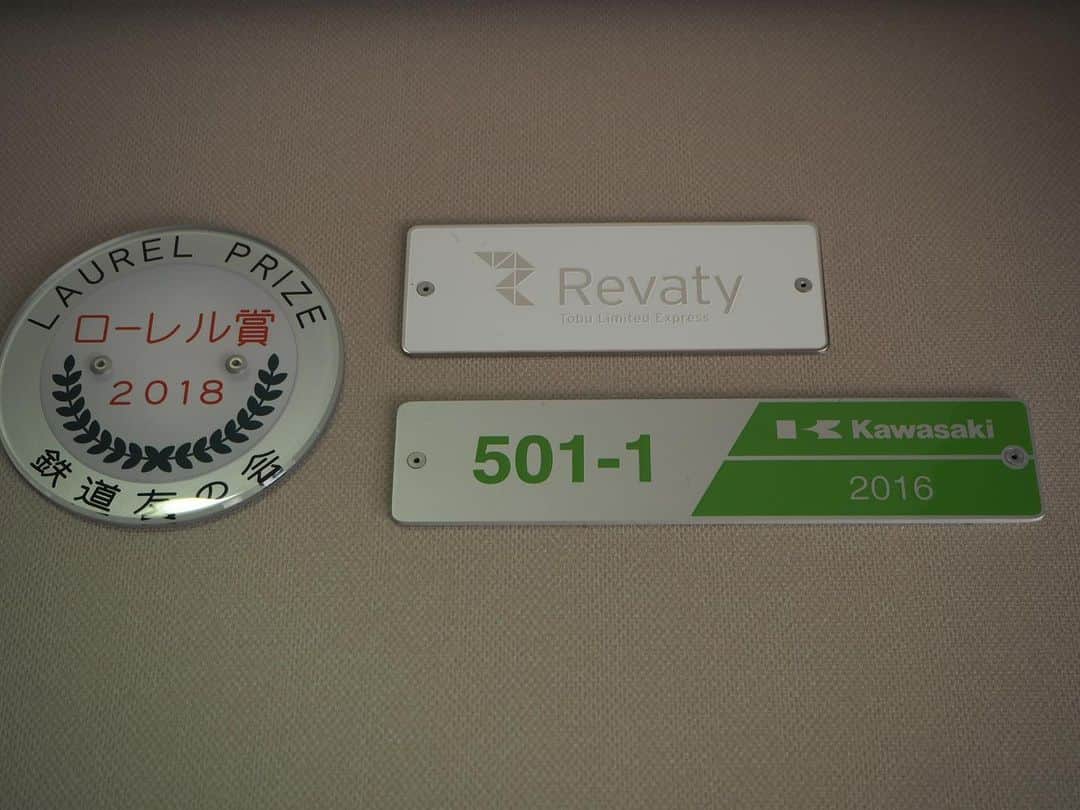 LAUREL PRIZE
ローレル賞
2018
鉄道友の会
Revaty
Tobu Limited Express
501-1
Kawasaki
2016